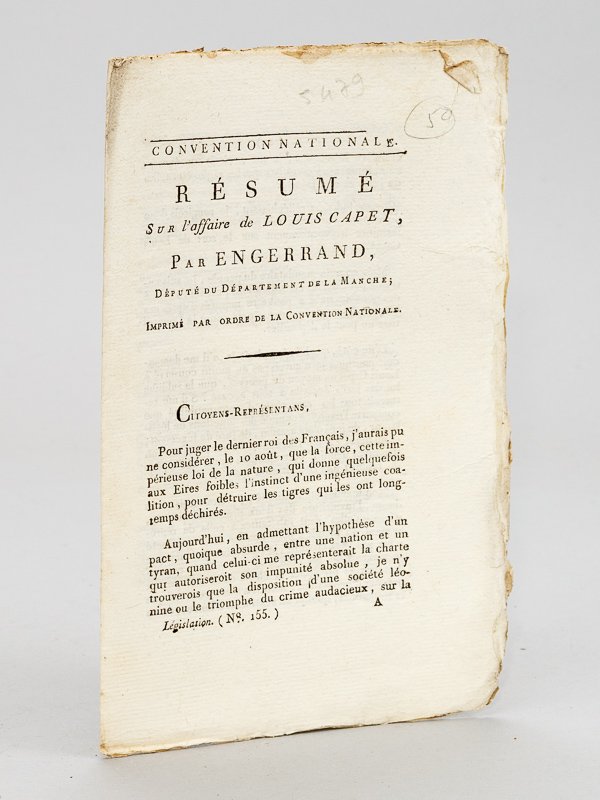 5479
59
CONVENTION NATIONALE.
RÉSUMÉ
SUR l'affaire de LOUIS CAPET,
PAR ENGERRAND,
DÉPUTÉ DU DÉPARTEMENT DE LA MANCHE;
IMPRIMÉ PAR ORDRE DE LA CONVENTION NATIONALE.
CITOYENS-REPRÉSENTANS,
Pour juger le dernier roi des Français, j'aurais pu
ne considérer, le 10 août, que la force, cette im-
périeuse loi de la nature, qui donne quelquefois
aux Etres foibles l'instinct d'une ingénieuse coa-
lition, pour détruire les tigres qui les ont long-
temps déchirés.
Aujourd'hui, en admettant l'hypothèse d'un
pact, quoique absurde, entre une nation et un
tyran, quand celui-ci me représenterait la charte
qui autoriseroit son impunité absolue, je n'y
trouverois que la disposition d'une société léo-
nine ou le triomphe du crime audacieux, sur la
Législation. (Nº. 155.) A